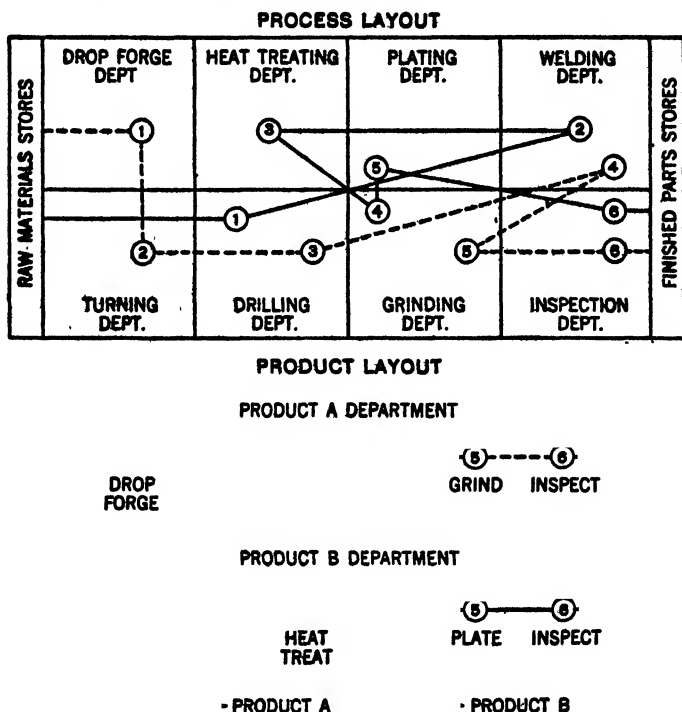 PROCESS LAYOUT
RAW MATERIALS STORES
DROP FORGE
DEPT
HEAT TREATING
DEPT.
PLATING
DEPT.
WELDING
DEPT.
FINISHED PARTS STORES
1
3
2
5
4
1
4
6
2
3
5
6
TURNING
DEPT.
DRILLING
DEPT.
GRINDING
DEPT.
INSPECTION
DEPT.
PRODUCT LAYOUT
PRODUCT A DEPARTMENT
5 6
DROP
FORGE
GRIND INSPECT
PRODUCT B DEPARTMENT
5 6
HEAT
TREAT
PLATE INSPECT
- PRODUCT A - PRODUCT B